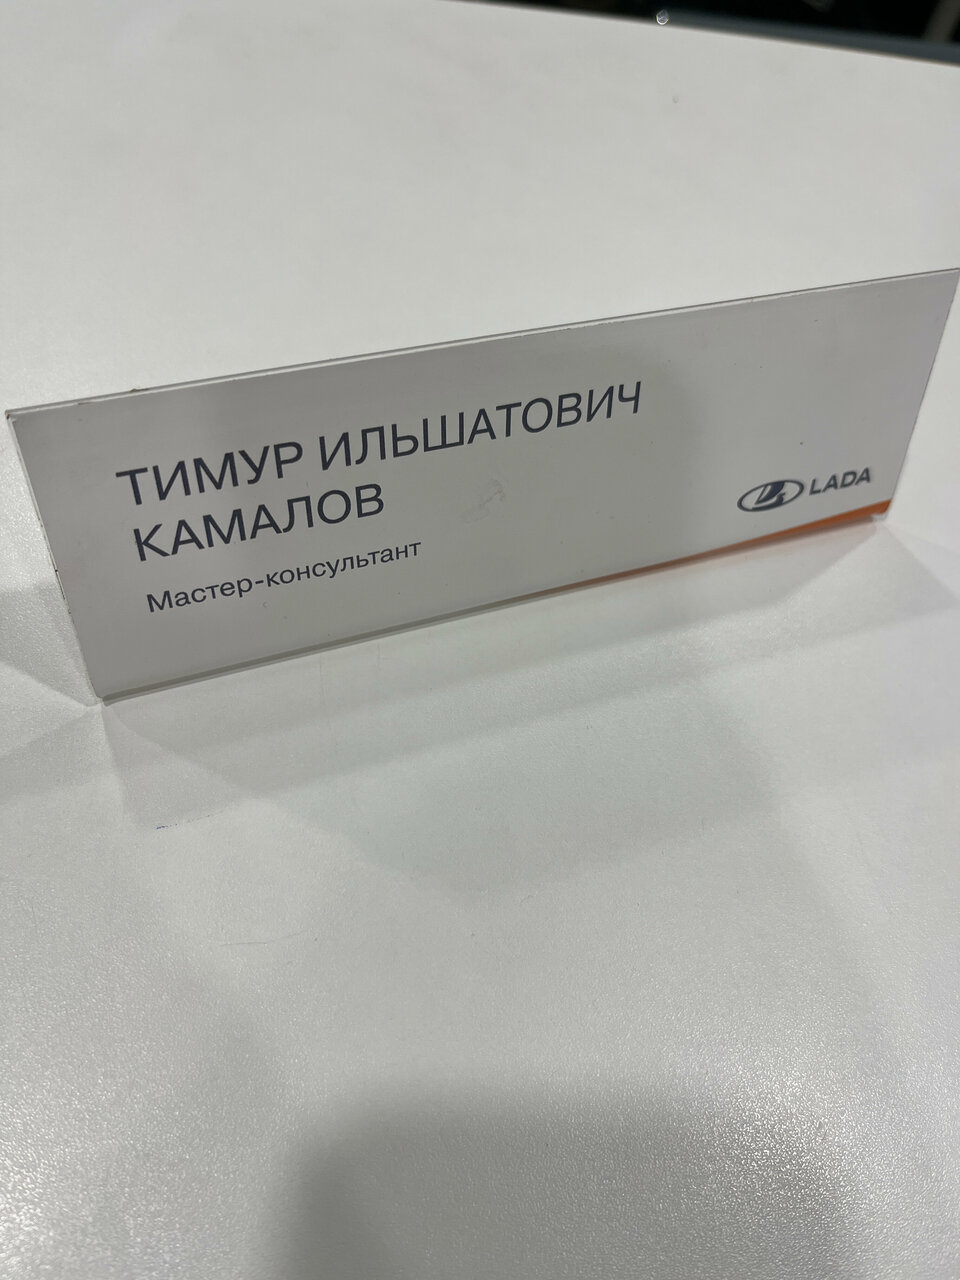 ТИМУР ИЛЬШАТОВИЧ
КАМАЛОВ
Мастер-консультант
LADA